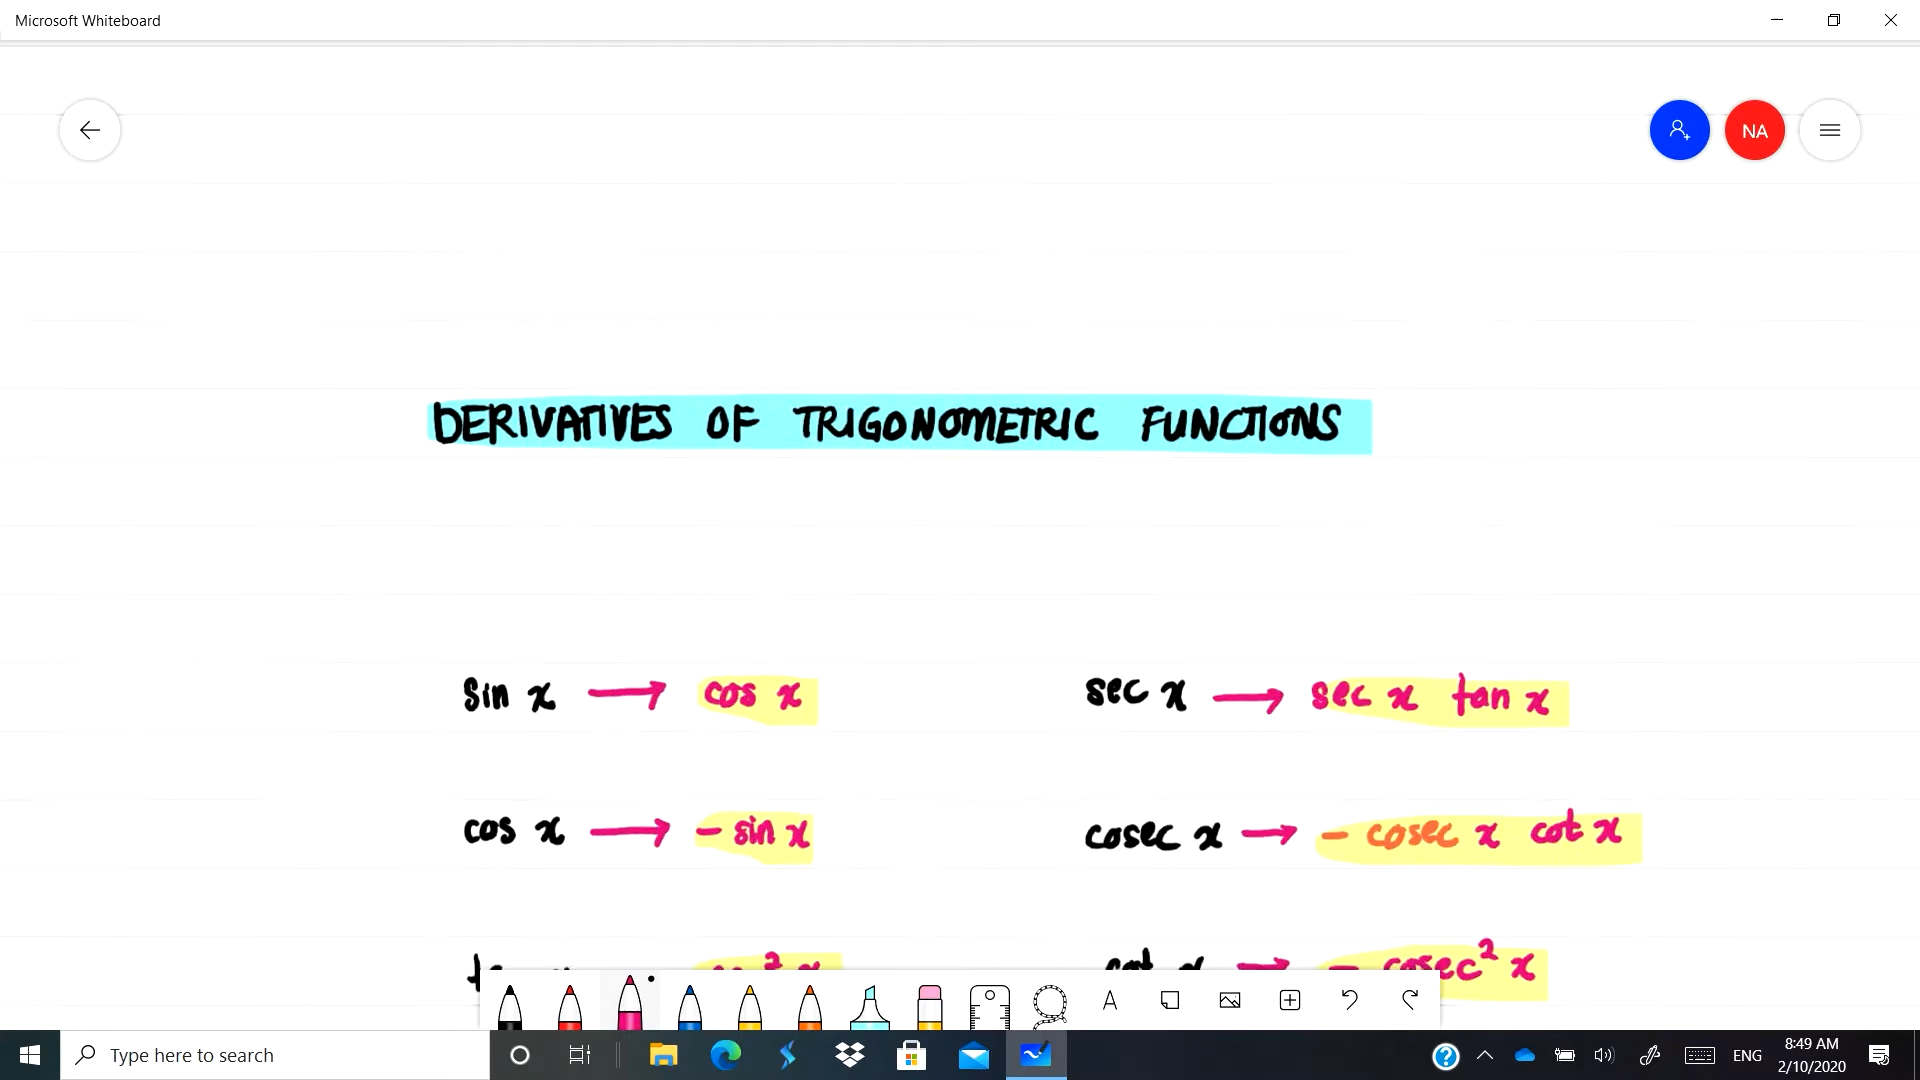 Microsoft Whiteboard
NA
DERIVATIVES OF TRIGONOMETRIC FUNCTIONS
sin x → cos x
sec x → sec x tan x
cos x → - sin x
cosec x → - cosec x cot x
cot x → - cosec² x
A
Type here to search
ENG
8:49 AM
2/10/2020